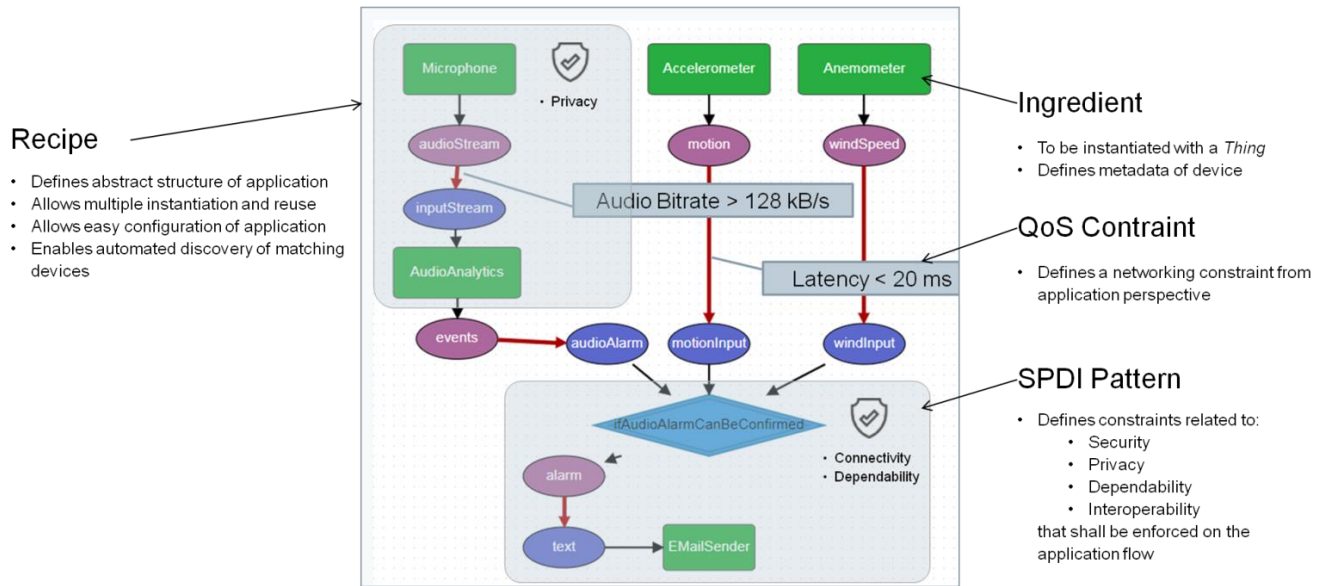 Recipe
• Defines abstract structure of application
• Allows multiple instantiation and reuse
• Allows easy configuration of application
• Enables automated discovery of matching
devices
Microphone
• Privacy
Accelerometer
Anemometer
audioStream
motion
windSpeed
inputStream
Audio Bitrate > 128 kB/s
AudioAnalytics
Latency < 20 ms
events
audioAlarm
motionInput
windInput
ifAudioAlarmCanBeConfirmed
• Connectivity
• Dependability
alarm
text
EMailSender
Ingredient
• To be instantiated with a Thing
• Defines metadata of device
QoS Contraint
• Defines a networking constraint from
application perspective
SPDI Pattern
• Defines constraints related to:
• Security
• Privacy
• Dependability
• Interoperability
that shall be enforced on the
application flow